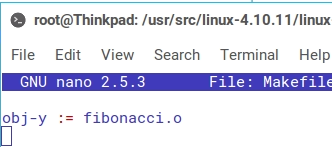 root@Thinkpad: /usr/src/linux-4.10.11/linux
File Edit View Search Terminal Help
GNU nano 2.5.3 File: Makefile
obj-y := fibonacci.o